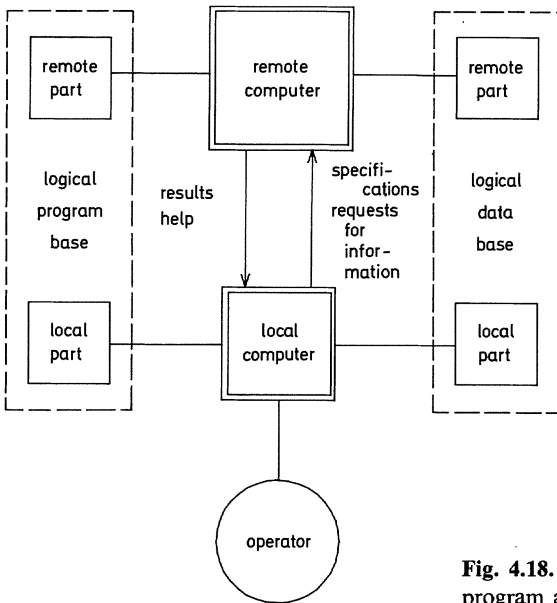 remote
part
remote
computer
remote
part
logical
program
base
results
help
specifi-
cations
requests
for
infor-
mation
logical
data
base
local
part
local
computer
local
part
operator
Fig. 4.18.
program a